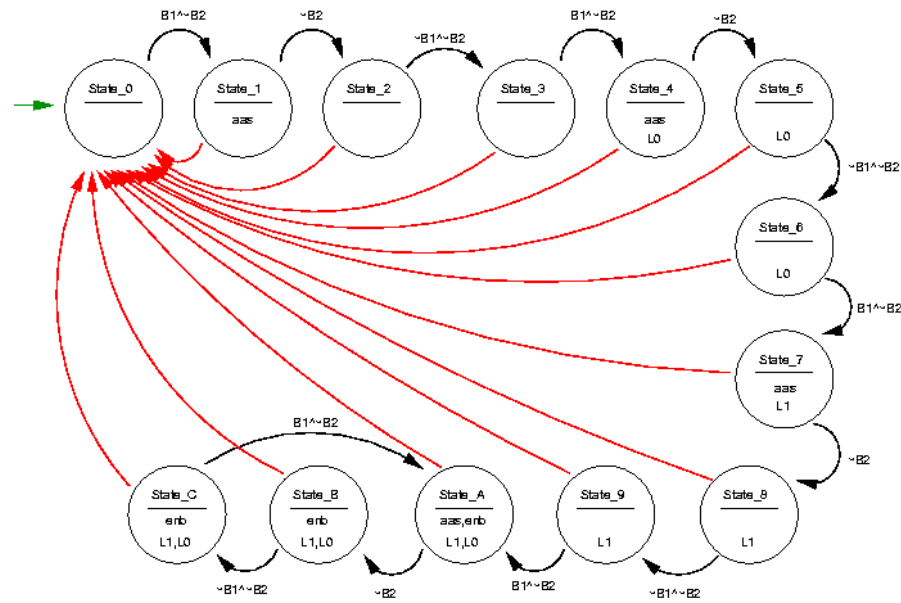 B1^~B2
~B2
~B1^~B2
B1^~B2
~B2
State_0
State_1
aas
State_2
State_3
State_4
aas
L0
State_5
L0
~B1^~B2
State_6
L0
B1^~B2
State_7
aas
L1
~B2
B1^~B2
State_C
enb
L1,L0
State_B
enb
L1,L0
State_A
aas,enb
L1,L0
State_9
L1
State_8
L1
~B1^~B2
~B2
B1^~B2
~B1^~B2